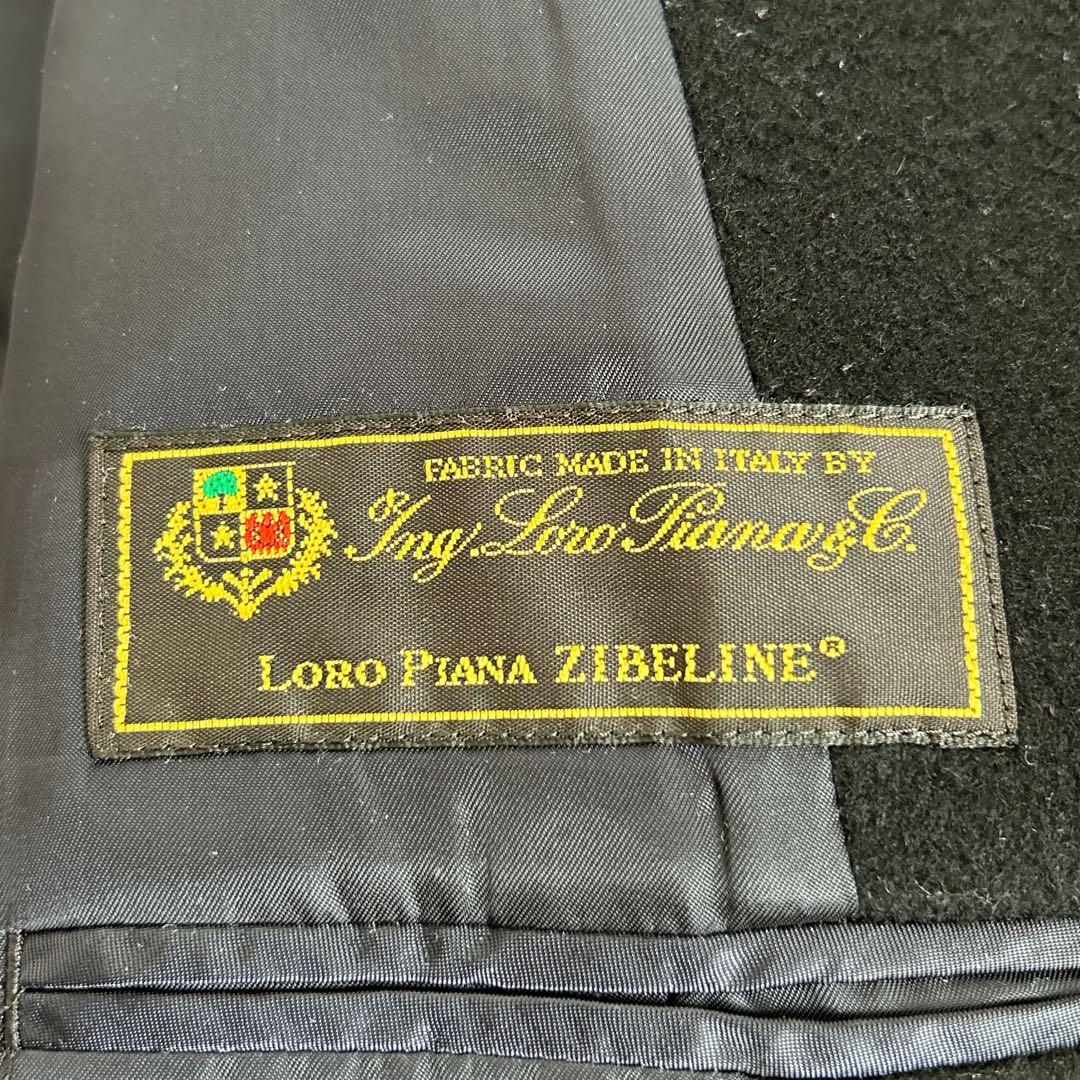 FABRIC MADE IN ITALY BY
Ing. Loro Piana & C.
LORO PIANA ZIBELINE®